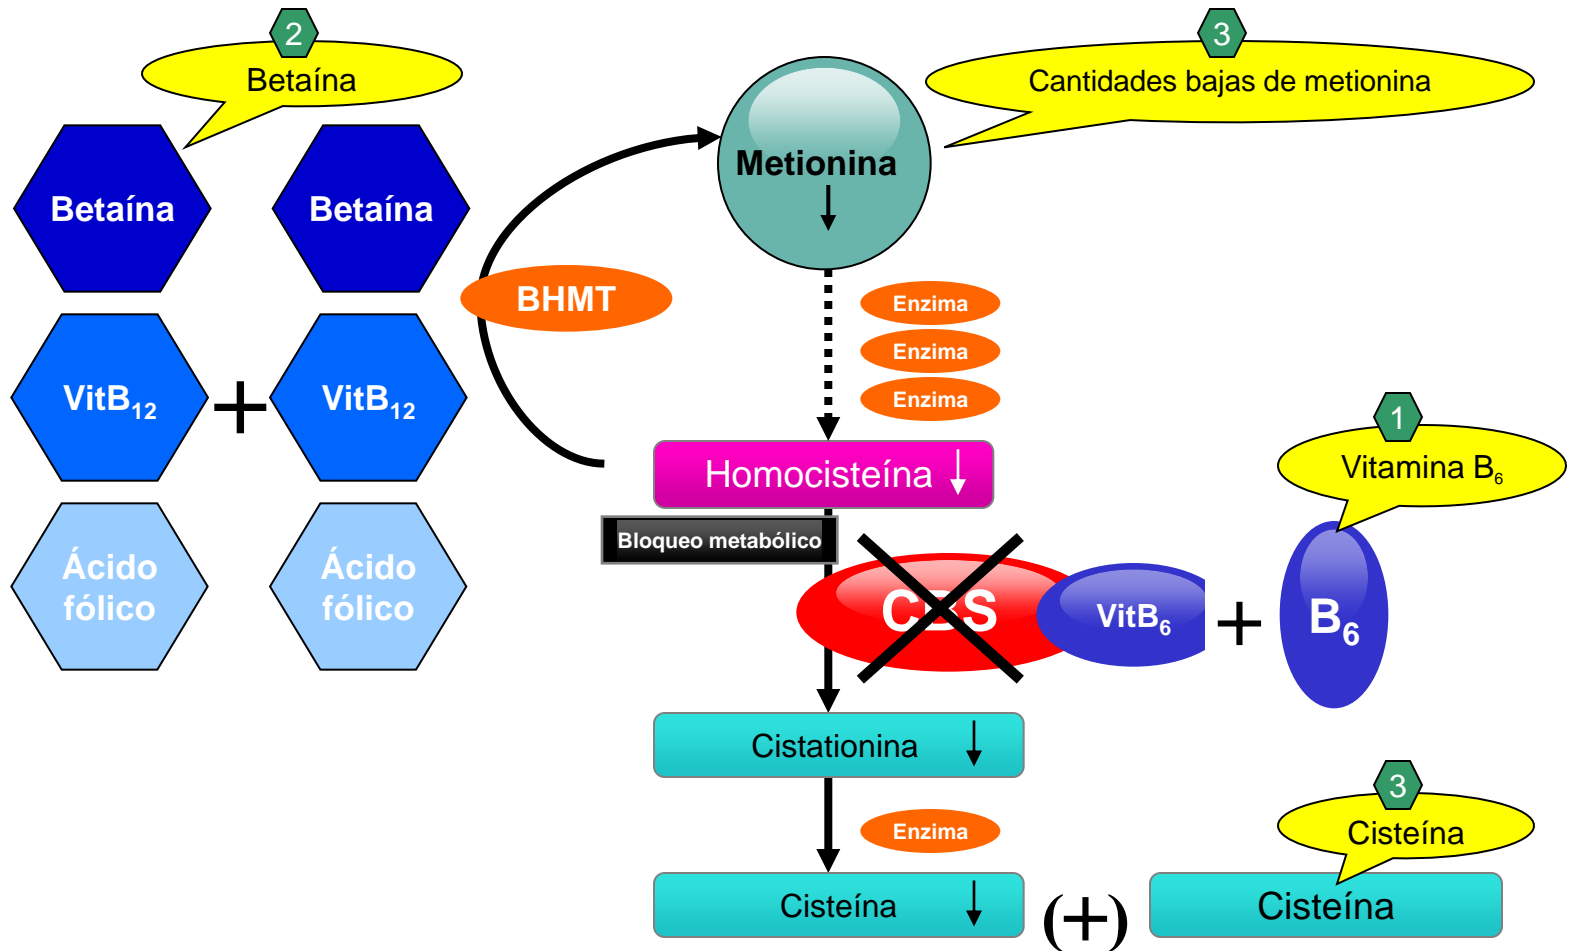 2
Betaína
3
Cantidades bajas de metionina
Betaína
Betaína
Metionina
BHMT
Enzima
Enzima
Enzima
VitB₁₂
+
VitB₁₂
1
Vitamina B₆
Homocisteína
Bloqueo metabólico
Ácido
fólico
Ácido
fólico
CBS
VitB₆
+
B₆
Cistationina
3
Cisteína
Enzima
Cisteína
(+)
Cisteína